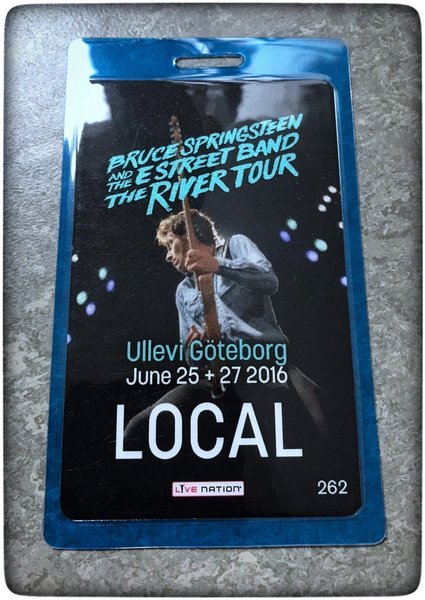 BRUCE SPRINGSTEEN
AND THE E STREET BAND
THE RIVER TOUR
Ullevi Göteborg
June 25 + 27 2016
LOCAL
LIVE NATION
262